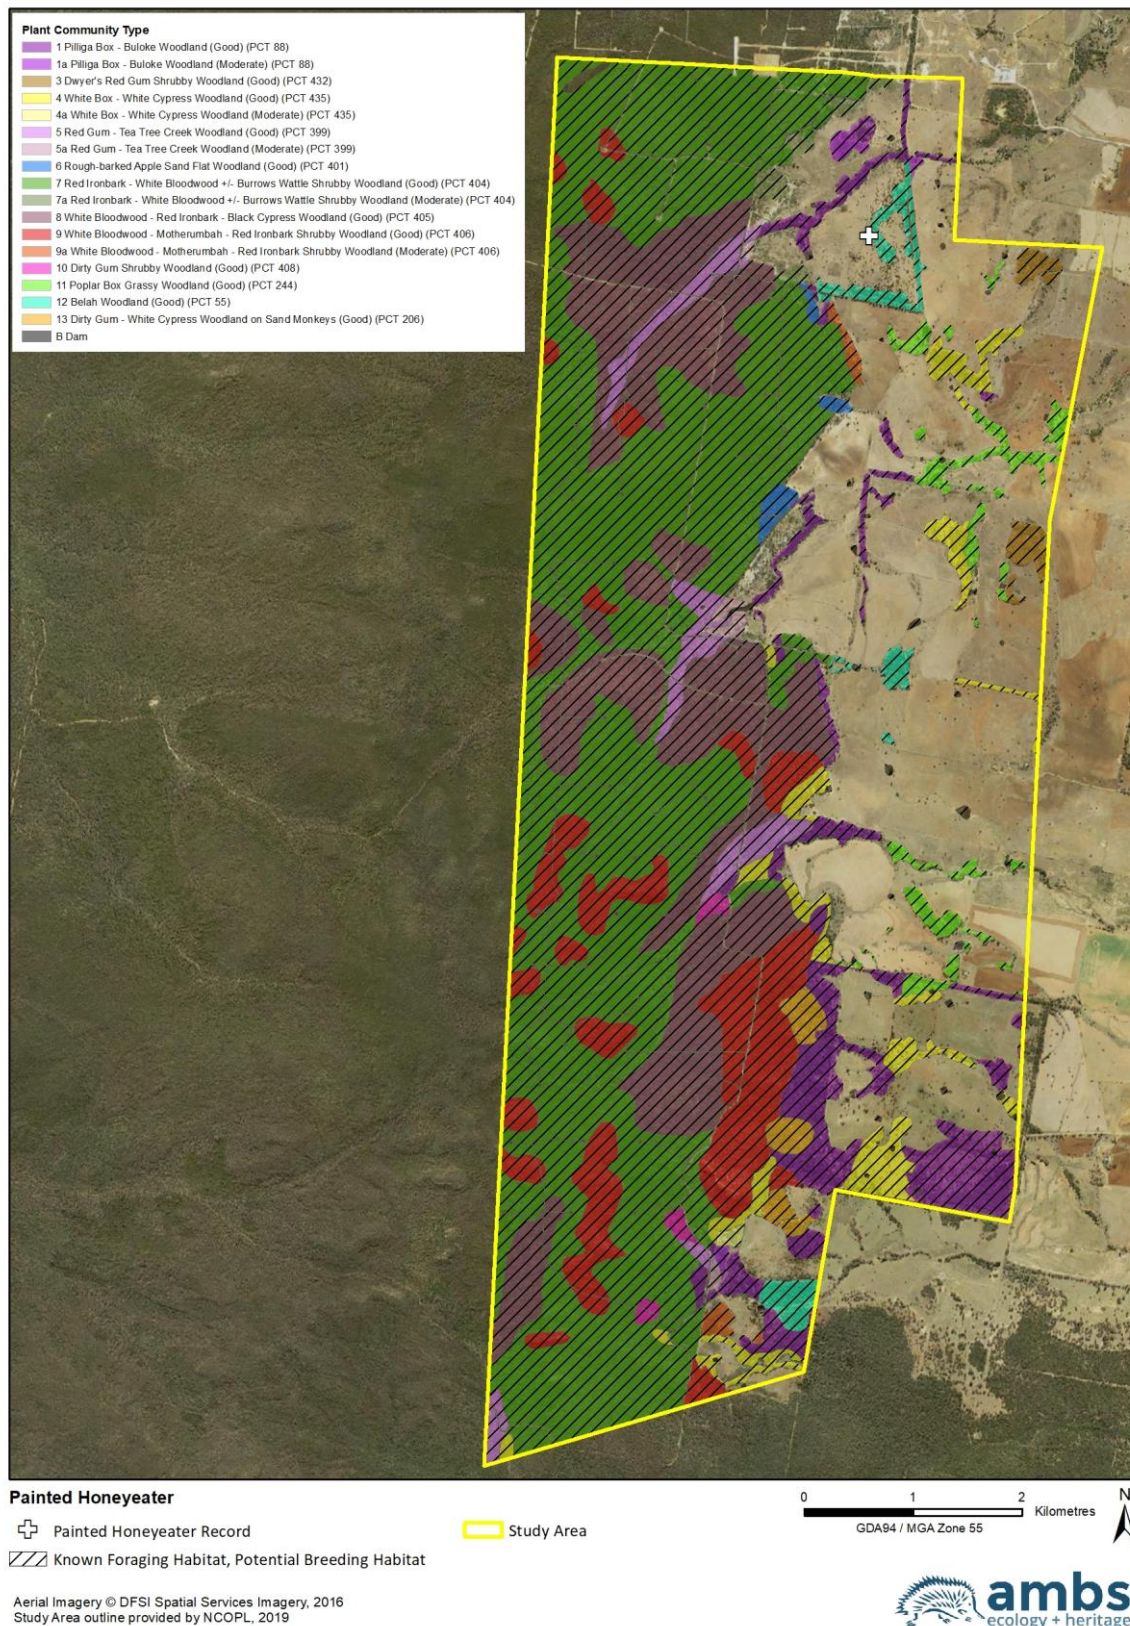 Plant Community Type
1 Pilliga Box - Buloke Woodland (Good) (PCT 88)
1a Pilliga Box - Buloke Woodland (Moderate) (PCT 88)
3 Dwyer's Red Gum Shrubby Woodland (Good) (PCT 432)
4 White Box - White Cypress Woodland (Good) (PCT 435)
4a White Box - White Cypress Woodland (Moderate) (PCT 435)
5 Red Gum - Tea Tree Creek Woodland (Good) (PCT 399)
5a Red Gum - Tea Tree Creek Woodland (Moderate) (PCT 399)
6 Rough-barked Apple Sand Flat Woodland (Good) (PCT 401)
7 Red Ironbark - White Bloodwood +/- Burrows Wattle Shrubby Woodland (Good) (PCT 404)
7a Red Ironbark - White Bloodwood +/- Burrows Wattle Shrubby Woodland (Moderate) (PCT 404)
8 White Bloodwood - Red Ironbark - Black Cypress Woodland (Good) (PCT 405)
9 White Bloodwood - Motherumbah - Red Ironbark Shrubby Woodland (Good) (PCT 406)
9a White Bloodwood - Motherumbah - Red Ironbark Shrubby Woodland (Moderate) (PCT 406)
10 Dirty Gum Shrubby Woodland (Good) (PCT 408)
11 Poplar Box Grassy Woodland (Good) (PCT 244)
12 Belah Woodland (Good) (PCT 55)
13 Dirty Gum - White Cypress Woodland on Sand Monkeys (Good) (PCT 206)
B Dam
Painted Honeyeater
Painted Honeyeater Record
Study Area
Known Foraging Habitat, Potential Breeding Habitat
0 1 2 Kilometres
GDA94 / MGA Zone 55
N
Aerial Imagery © DFSI Spatial Services Imagery, 2016
Study Area outline provided by NCOPL, 2019
ambs
ecology + heritage